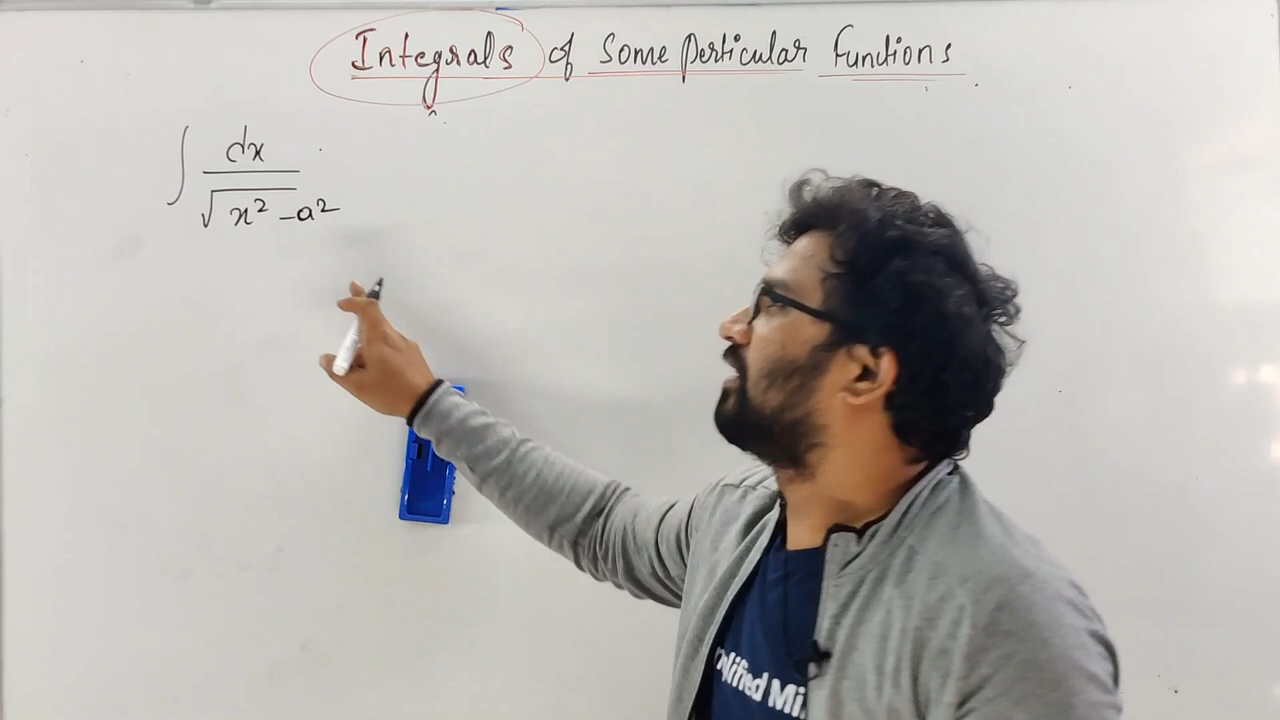 Integrals of Some Perticular Functions
∫ dx
√x² -a²